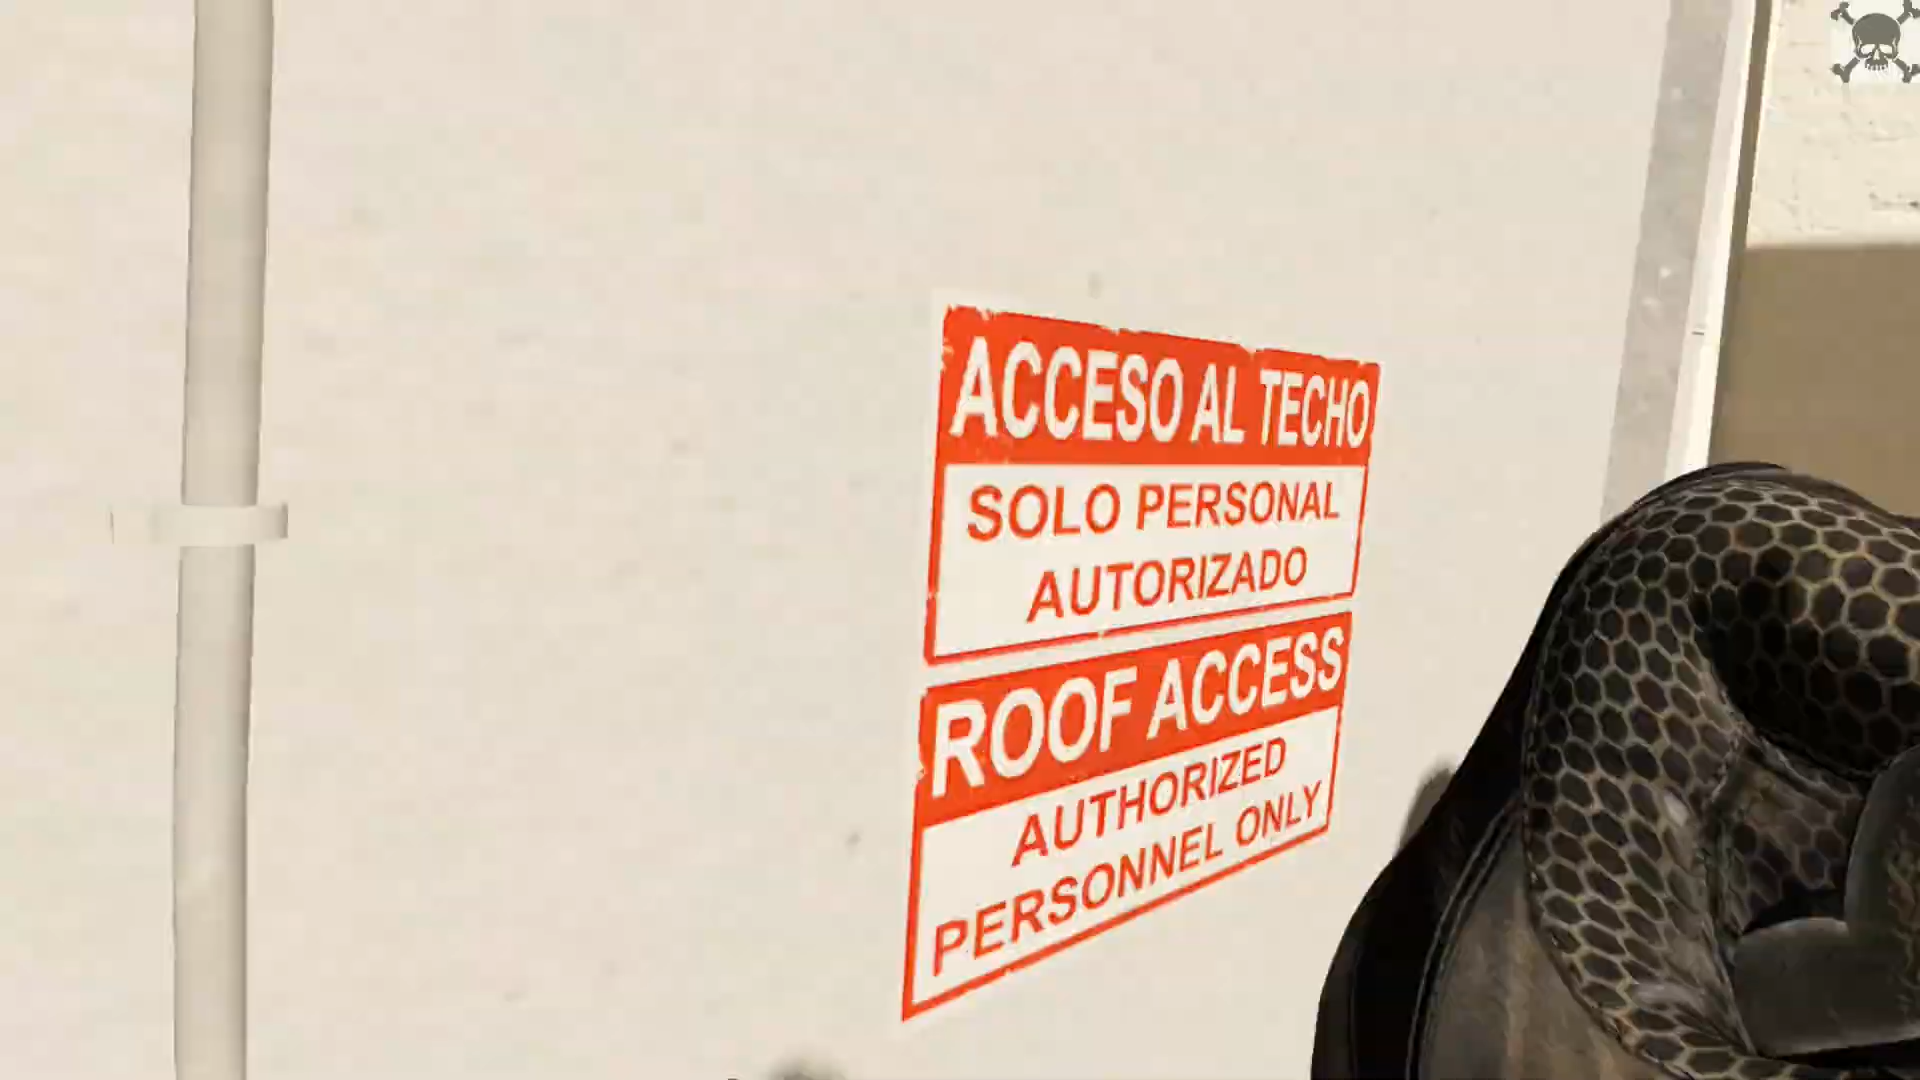 ACCESO AL TECHO
SOLO PERSONAL
AUTORIZADO
ROOF ACCESS
AUTHORIZED
PERSONNEL ONLY